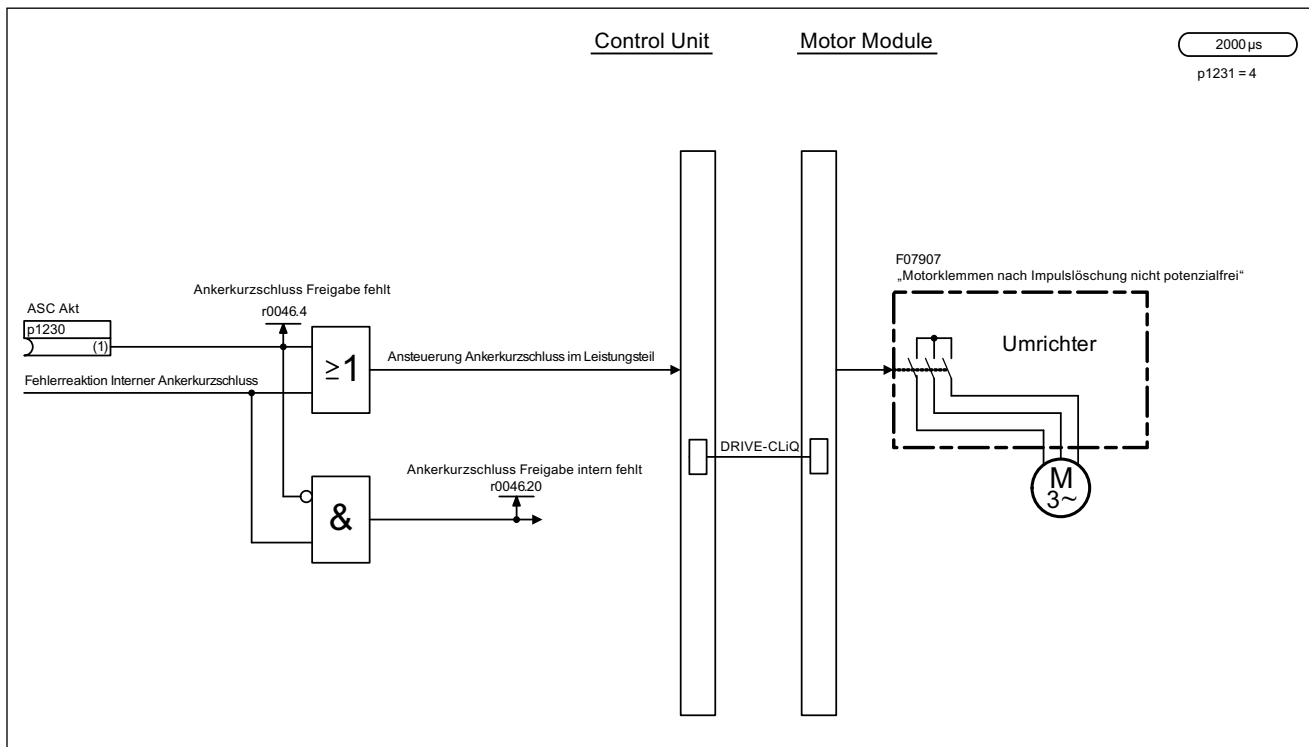 Control Unit
Motor Module
2000 µs
p1231 = 4
F07907
„Motorklemmen nach Impulslöschung nicht potenzialfrei“
Ankerkurzschluss Freigabe fehlt
r0046.4
ASC Akt
p1230
(1)
Umrichter
≥1
Ansteuerung Ankerkurzschluss im Leistungsteil
Fehlerreaktion Interner Ankerkurzschluss
DRIVE-CLiQ
Ankerkurzschluss Freigabe intern fehlt
r0046.20
M
3~
&